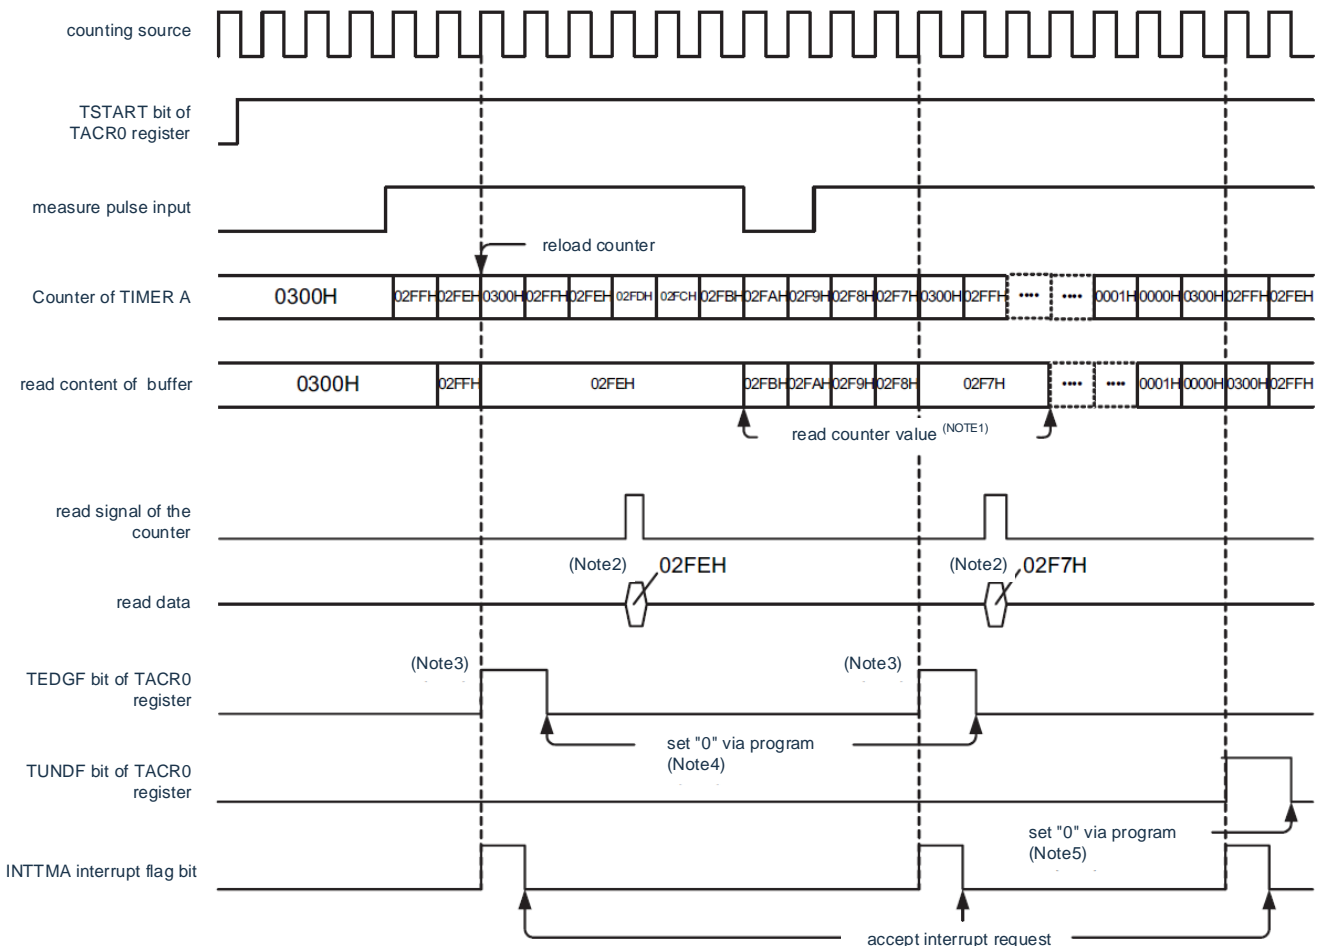 counting source
TSTART bit of
TACR0 register
measure pulse input
reload counter
Counter of TIMER A
0300H 02FFH 02FEH 0300H 02FFH 02FEH 02FDH 02FCH 02FBH 02FAH 02F9H 02F8H 02F7H 0300H 02FFH •••• •••• 0001H 0000H 0300H 02FFH 02FEH
read content of buffer
0300H 02FFH 02FEH 02FBH 02FAH 02F9H 02F8H 02F7H •••• •••• 0001H 0000H 0300H 02FFH
read counter value (NOTE1)
read signal of the
counter
(Note2) 02FEH (Note2) 02F7H
read data
(Note3) (Note3)
TEDGF bit of TACR0
register
set "0" via program
(Note4)
TUNDF bit of TACR0
register
set "0" via program
(Note5)
INTTMA interrupt flag bit
accept interrupt request